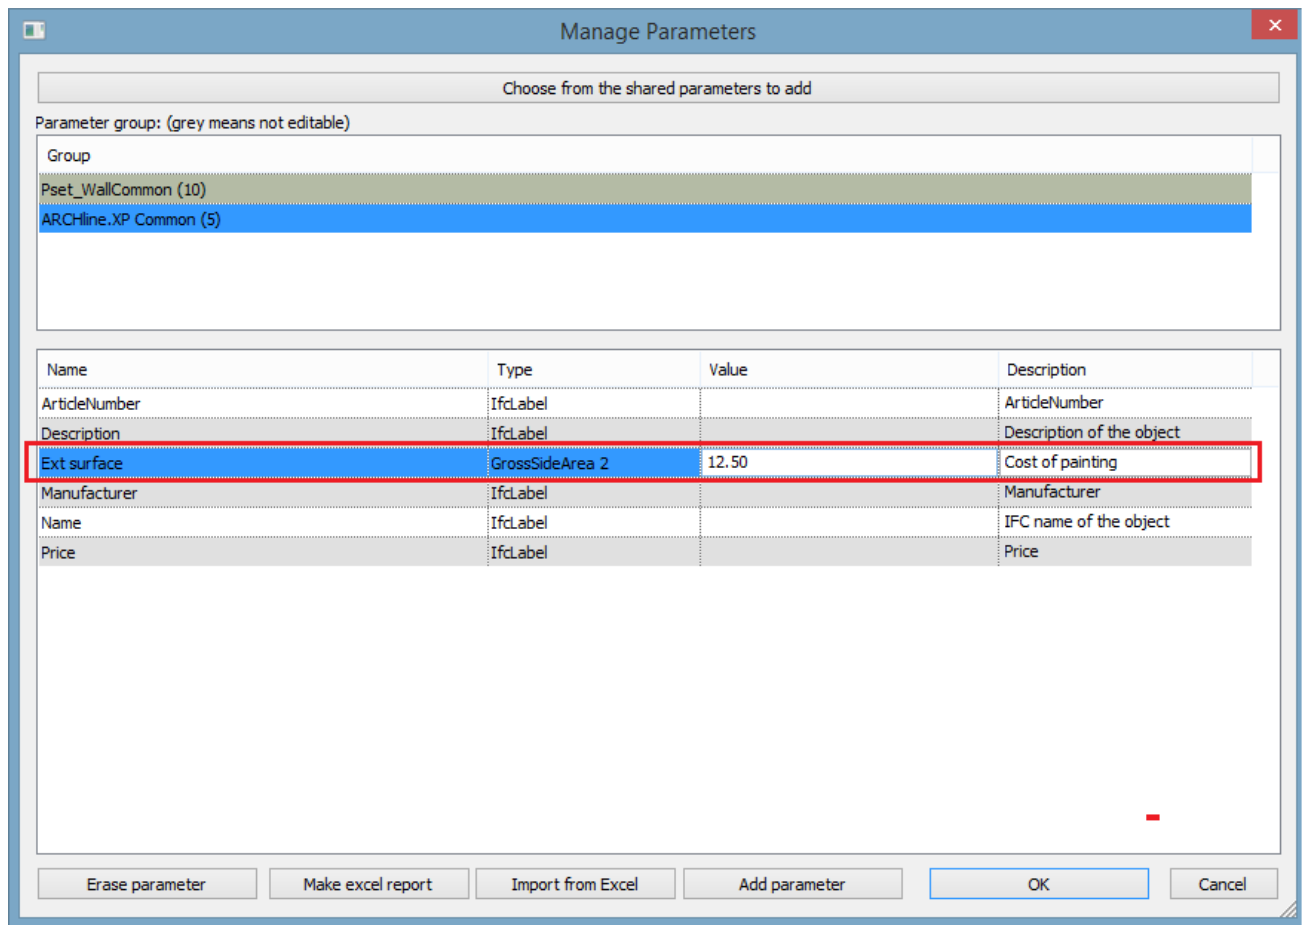 Manage Parameters
Choose from the shared parameters to add
Parameter group: (grey means not editable)
Group
Pset_WallCommon (10)
ARCHline.XP Common (5)
Name Type Value Description
ArticleNumber IfcLabel ArticleNumber
Description IfcLabel Description of the object
Ext surface GrossSideArea 2 12.50 Cost of painting
Manufacturer IfcLabel Manufacturer
Name IfcLabel IFC name of the object
Price IfcLabel Price
Erase parameter Make excel report Import from Excel Add parameter OK Cancel